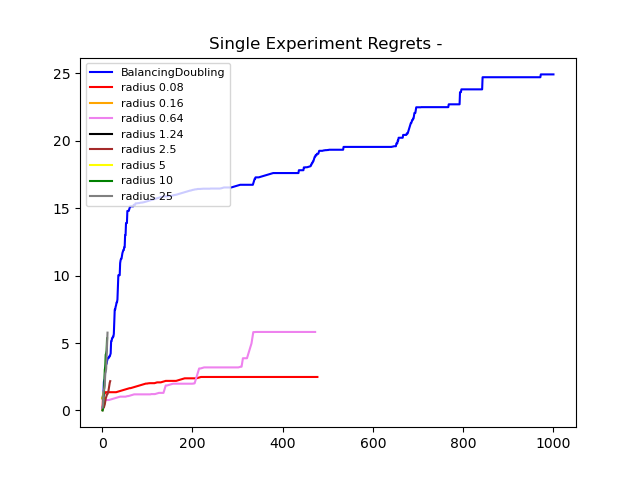 Single Experiment Regrets -
25
20
15
10
5
0
BalancingDoubling
radius 0.08
radius 0.16
radius 0.64
radius 1.24
radius 2.5
radius 5
radius 10
radius 25
0 200 400 600 800 1000